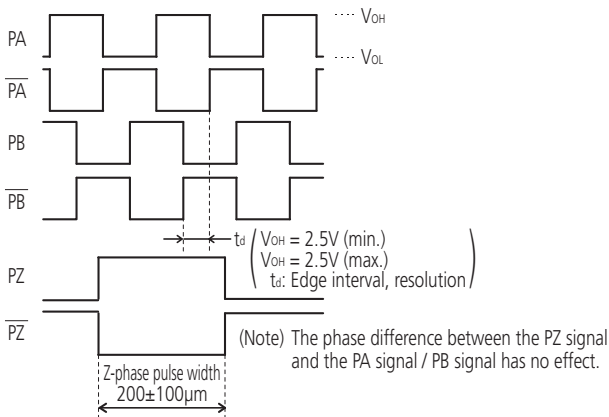 PA
···· VOH
···· VOL
PA
PB
PB
td
VOH = 2.5V (min.)
VOH = 2.5V (max.)
td: Edge interval, resolution
PZ
PZ
(Note) The phase difference between the PZ signal
and the PA signal / PB signal has no effect.
Z-phase pulse width
200±100µm